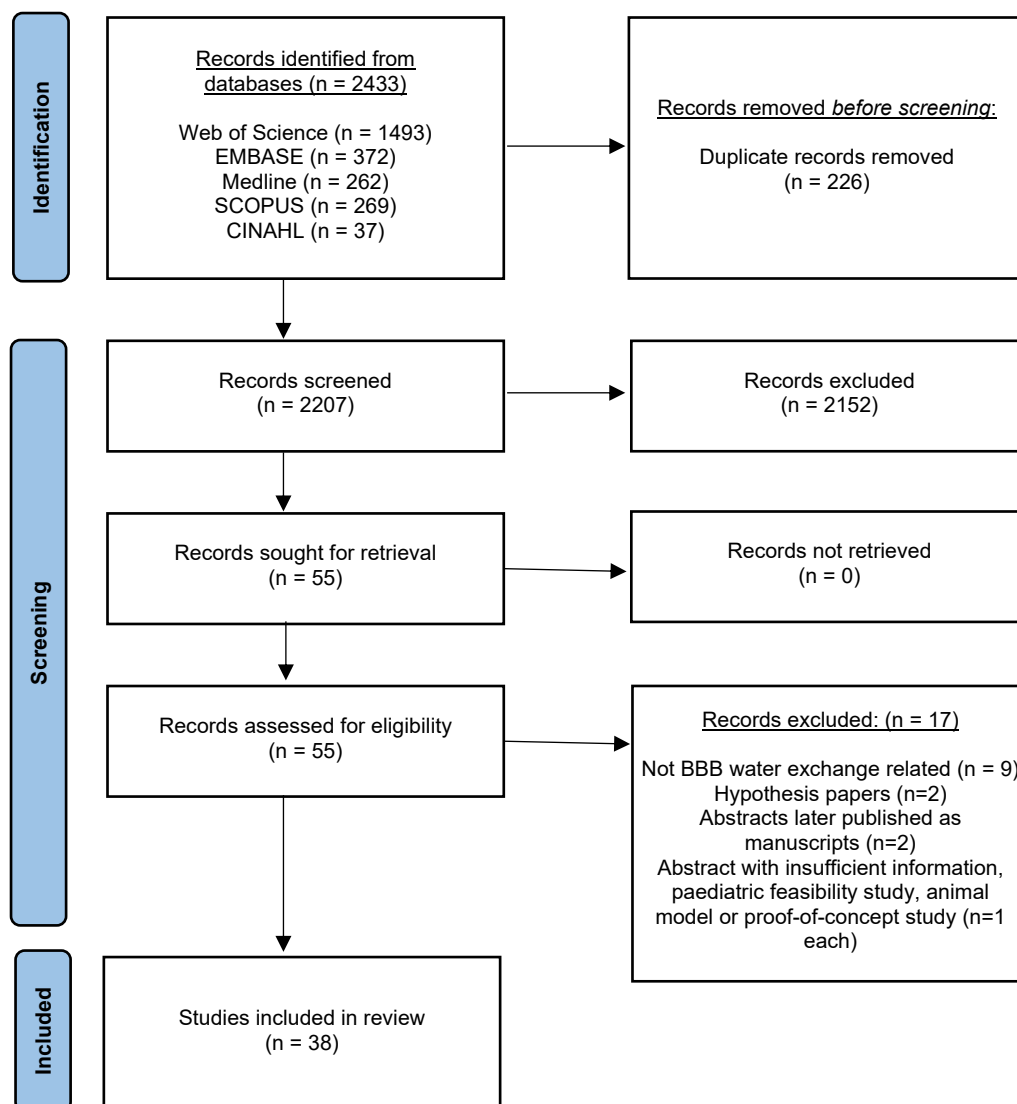 Identification
Records identified from
databases (n = 2433)
Web of Science (n = 1493)
EMBASE (n = 372)
Medline (n = 262)
SCOPUS (n = 269)
CINAHL (n = 37)
Records removed before screening:
Duplicate records removed
(n = 226)
Screening
Records screened
(n = 2207)
Records excluded
(n = 2152)
Records sought for retrieval
(n = 55)
Records not retrieved
(n = 0)
Records assessed for eligibility
(n = 55)
Records excluded: (n = 17)
Not BBB water exchange related (n = 9)
Hypothesis papers (n=2)
Abstracts later published as
manuscripts (n=2)
Abstract with insufficient information,
paediatric feasibility study, animal
model or proof-of-concept study (n=1
each)
Included
Studies included in review
(n = 38)